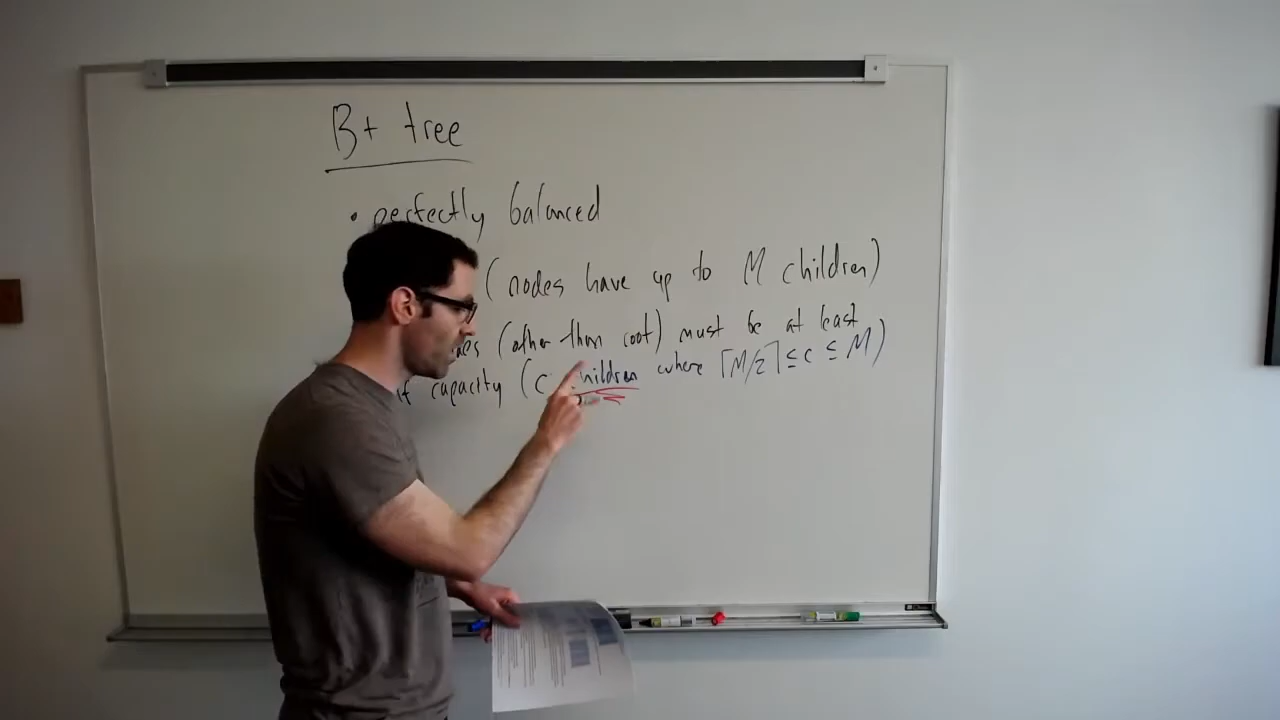 B+ tree
• perfectly balanced
(nodes have up to M children)
(other than root) must be at least
capacity (c children where ⌈M/2⌉ ≤ c ≤ M)